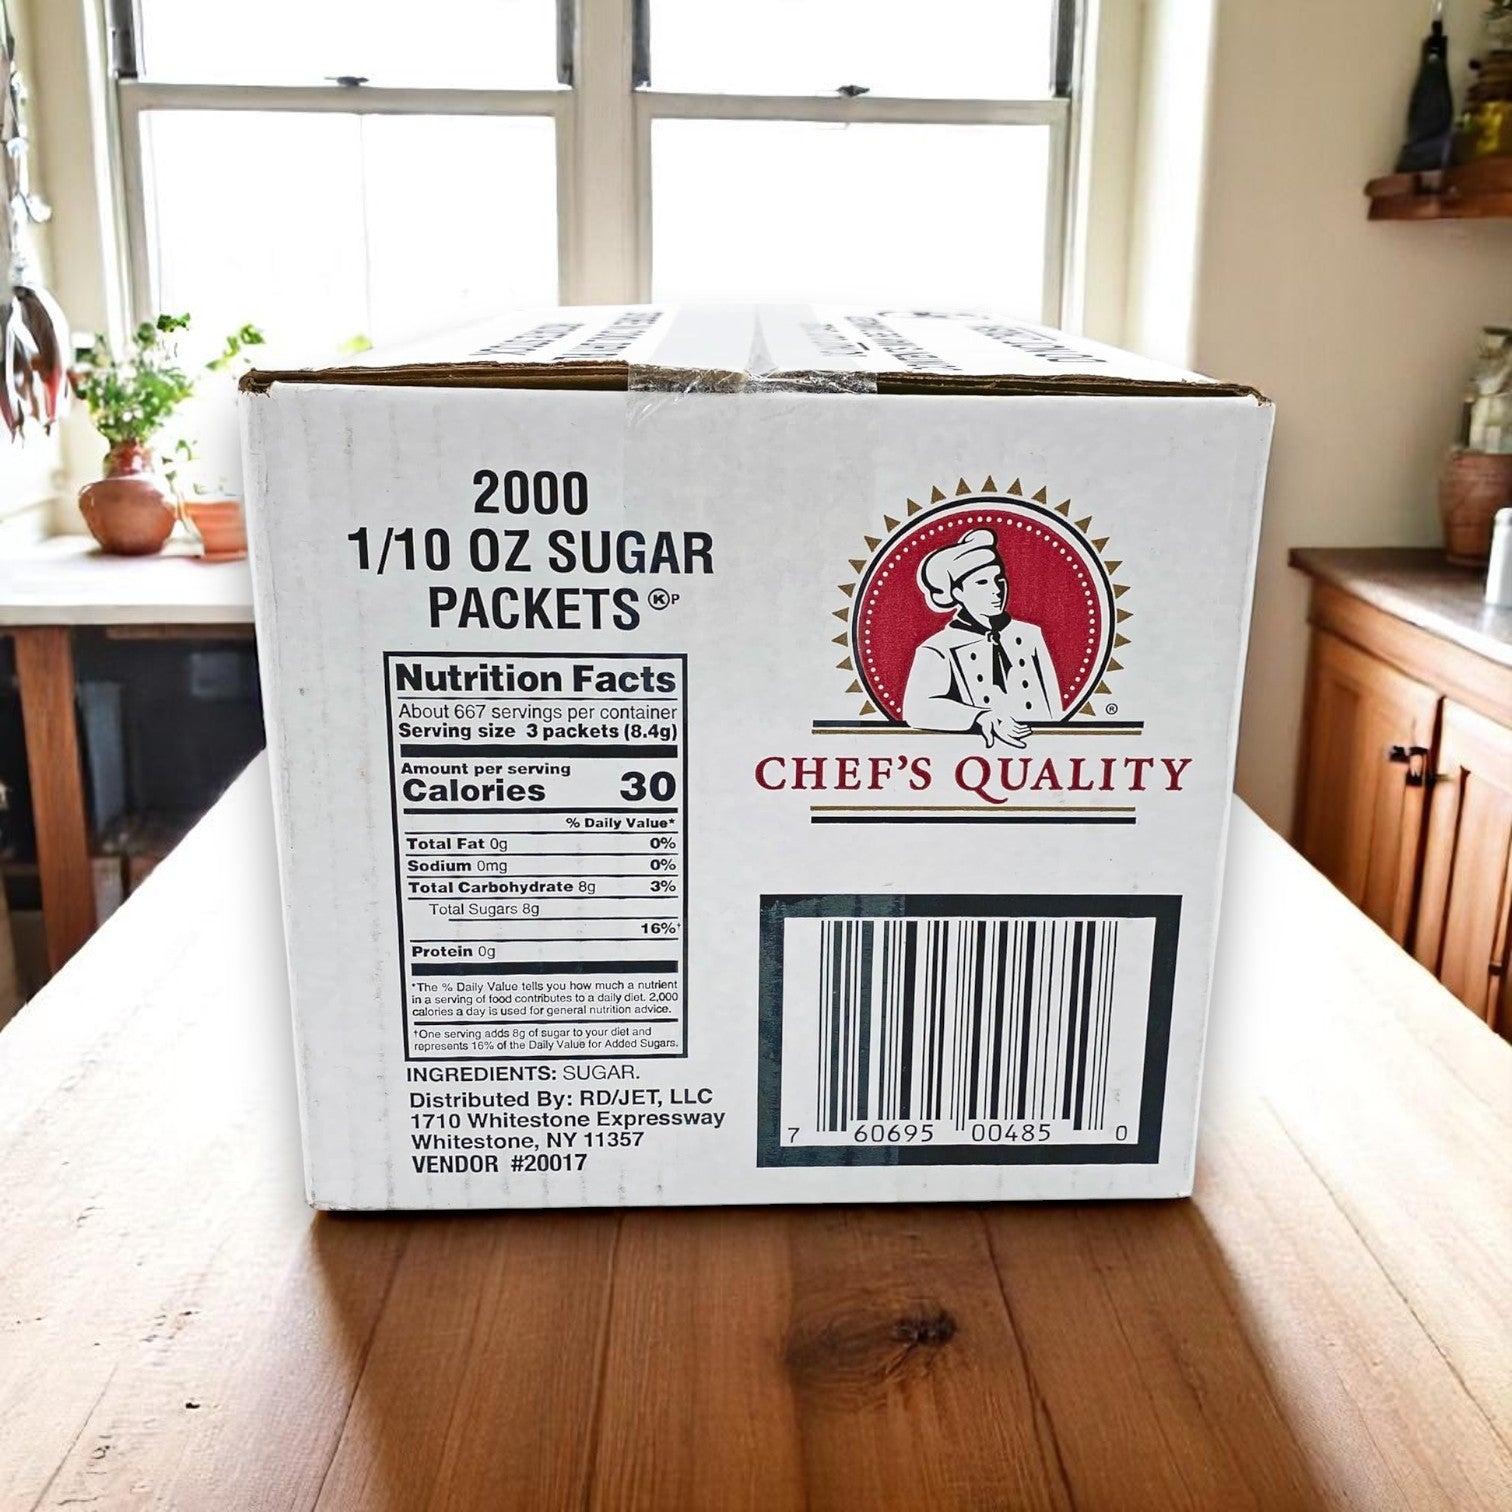 2000
1/10 OZ SUGAR
PACKETS ⓀP
Nutrition Facts
About 667 servings per container
Serving size 3 packets (8.4g)
Amount per serving
Calories 30
% Daily Value*
Total Fat 0g 0%
Sodium 0mg 0%
Total Carbohydrate 8g 3%
Total Sugars 8g
16%†
Protein 0g
*The % Daily Value tells you how much a nutrient
in a serving of food contributes to a daily diet. 2,000
calories a day is used for general nutrition advice.
†One serving adds 8g of sugar to your diet and
represents 16% of the Daily Value for Added Sugars.
INGREDIENTS: SUGAR.
Distributed By: RD/JET, LLC
1710 Whitestone Expressway
Whitestone, NY 11357
VENDOR #20017
®
CHEF'S QUALITY
7 60695 00485 0